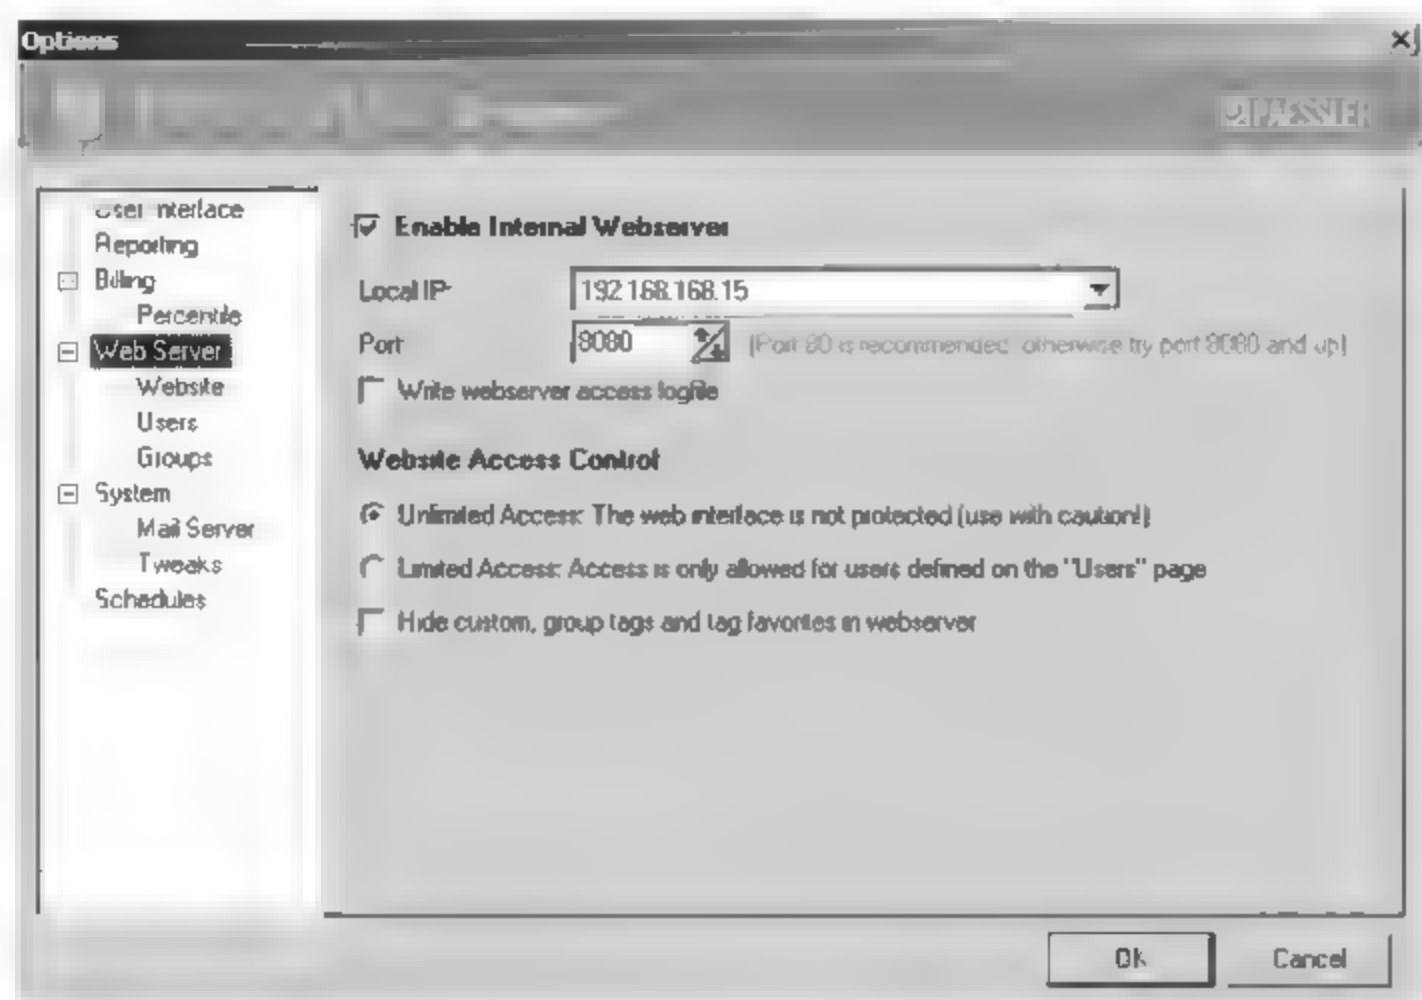 Options
PAESSLER
User Interface
Reporting
Billing
Percentile
Web Server
Website
Users
Groups
System
Mail Server
Tweaks
Schedules
Enable Internal Webserver
Local IP: 192.168.168.15
Port 8080 (Port 80 is recommended, otherwise try port 8080 and up)
Write webserver access logfile
Website Access Control
Unlimited Access: The web interface is not protected (use with caution!)
Limited Access: Access is only allowed for users defined on the "Users" page
Hide custom, group tags and tag favorites in webserver
OK
Cancel